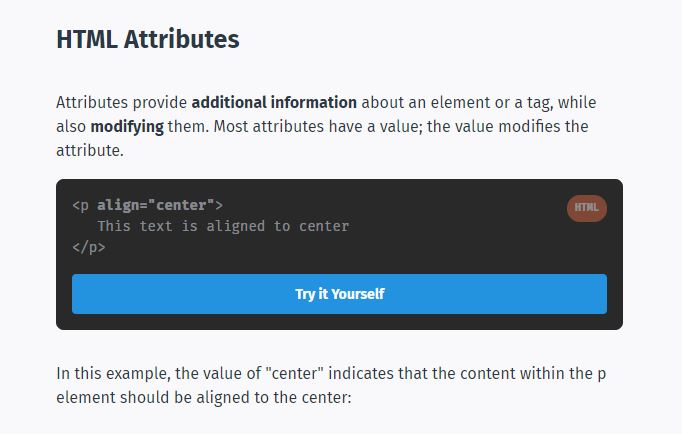 HTML Attributes
Attributes provide additional information about an element or a tag, while
also modifying them. Most attributes have a value; the value modifies the
attribute.
<p align="center">
HTML
This text is aligned to center
</p>
Try it Yourself
In this example, the value of "center" indicates that the content within the p
element should be aligned to the center: